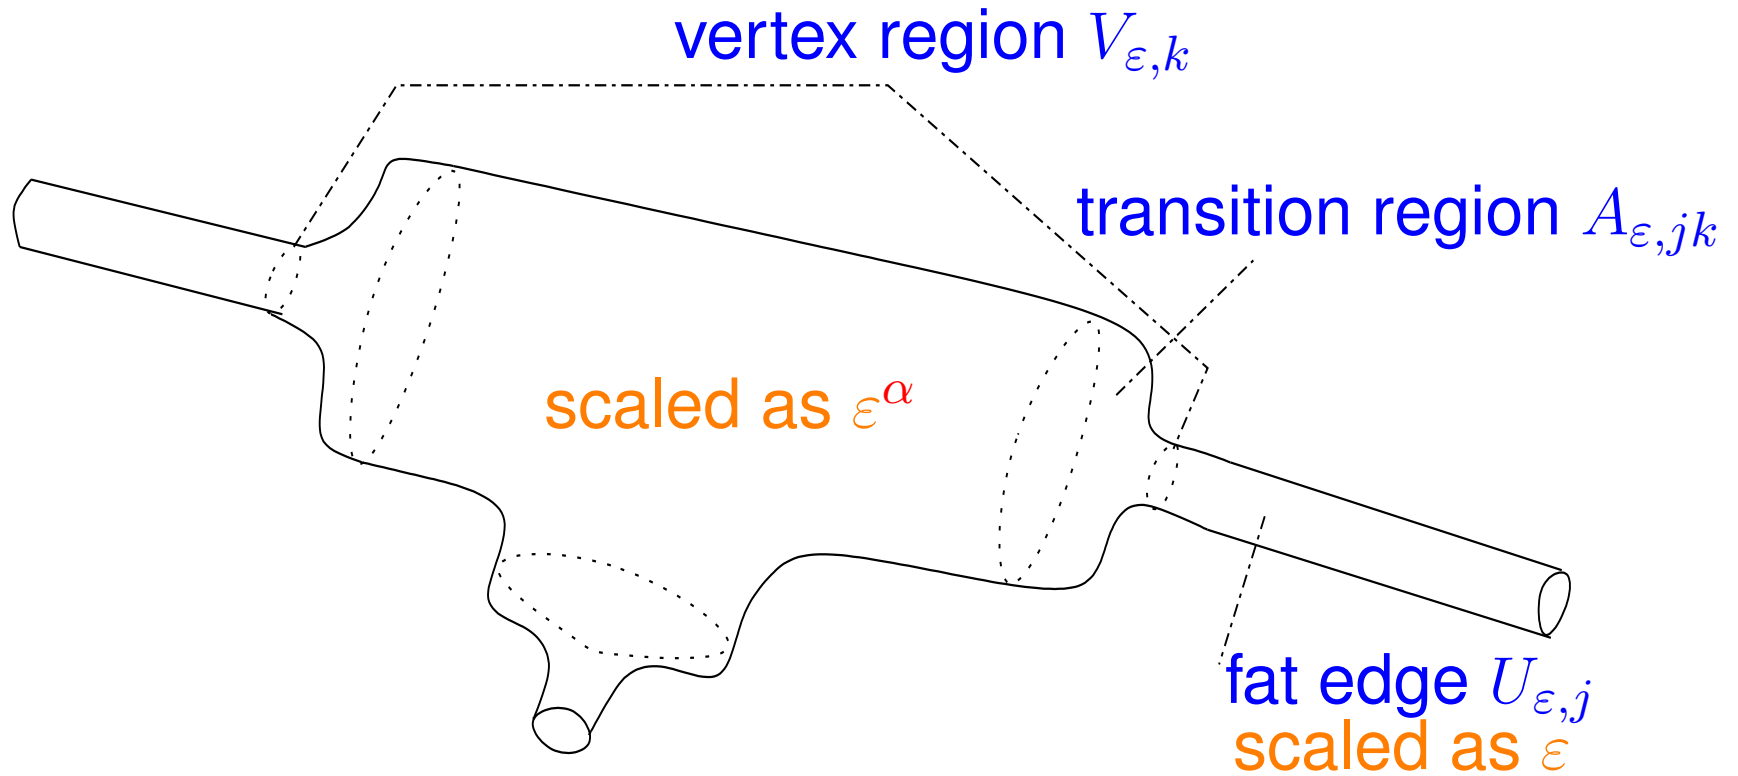 vertex region $V_{\varepsilon,k}$
transition region $A_{\varepsilon,jk}$
scaled as $\varepsilon^{\alpha}$
fat edge $U_{\varepsilon,j}$
scaled as $\varepsilon$